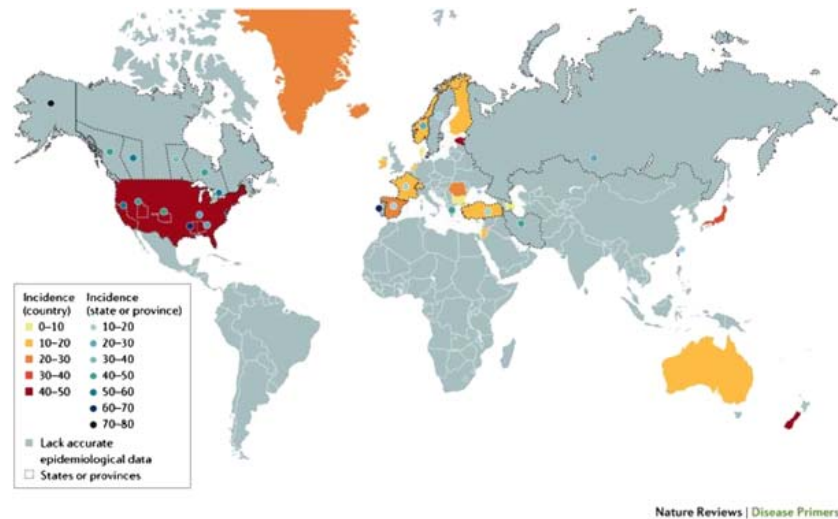 Incidence
(country)
0–10
10–20
20–30
30–40
40–50
Incidence
(state or province)
10–20
20–30
30–40
40–50
50–60
60–70
70–80
Lack accurate
epidemiological data
States or provinces
Nature Reviews | Disease Primers